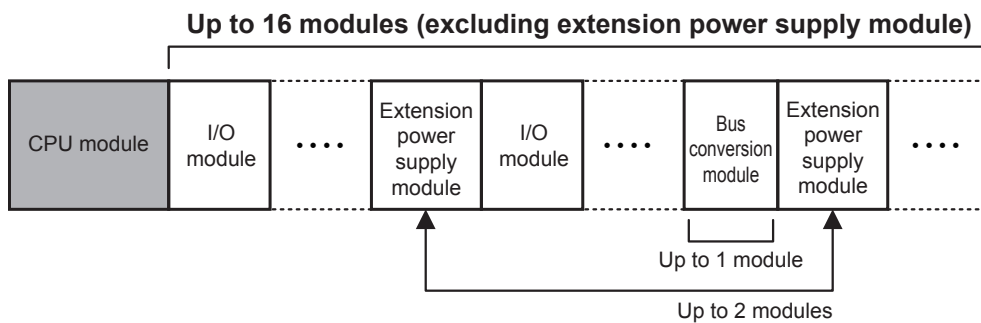 Up to 16 modules (excluding extension power supply module)
CPU module
I/O
module
••••
Extension
power
supply
module
I/O
module
••••
Bus
conversion
module
Extension
power
supply
module
••••
Up to 1 module
Up to 2 modules